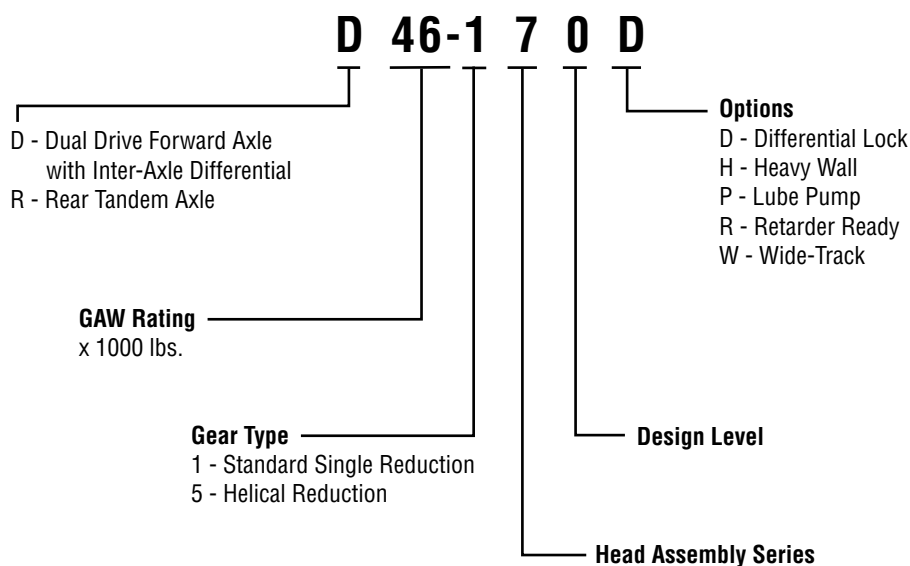 D 46-1 7 0 D
D - Dual Drive Forward Axle
with Inter-Axle Differential
R - Rear Tandem Axle
Options
D - Differential Lock
H - Heavy Wall
P - Lube Pump
R - Retarder Ready
W - Wide-Track
GAW Rating
x 1000 lbs.
Gear Type
1 - Standard Single Reduction
5 - Helical Reduction
Design Level
Head Assembly Series